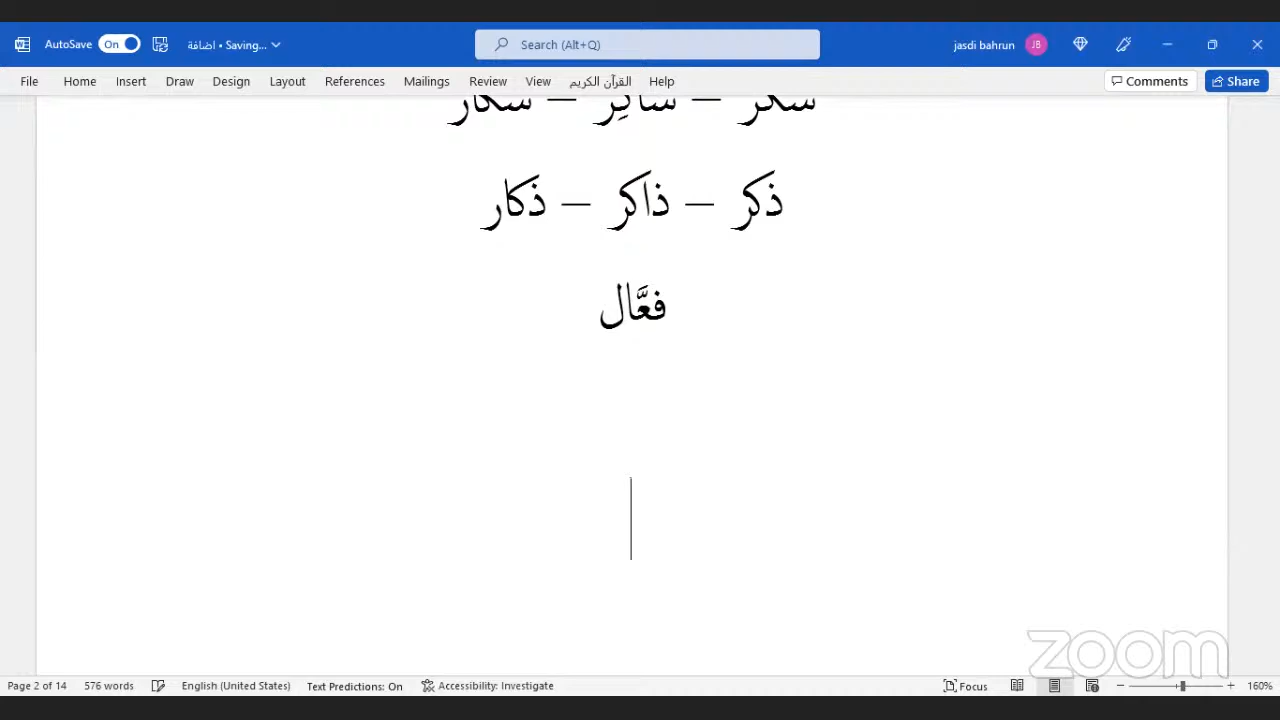 AutoSave On اضافة • Saving... Search (Alt+Q) jasdi bahrun JB
File Home Insert Draw Design Layout References Mailings Review View القرآن الكريم Help Comments Share
ذكر – ذاكر – ذكار
فعَّال
zoom
Page 2 of 14 576 words English (United States) Text Predictions: On Accessibility: Investigate Focus 160%